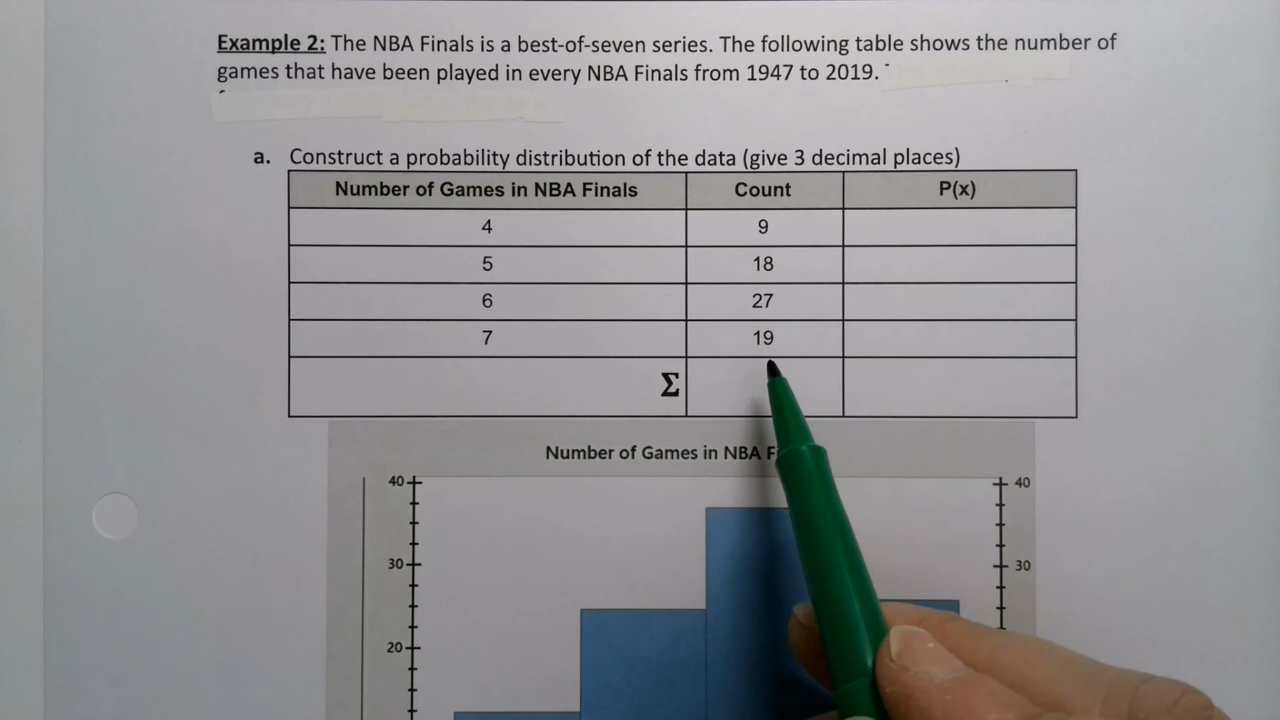 Example 2: The NBA Finals is a best-of-seven series. The following table shows the number of
games that have been played in every NBA Finals from 1947 to 2019.
a. Construct a probability distribution of the data (give 3 decimal places)
Number of Games in NBA Finals Count P(x)
4 9
5 18
6 27
7 19
Σ
Number of Games in NBA F
40 40
30 30
20